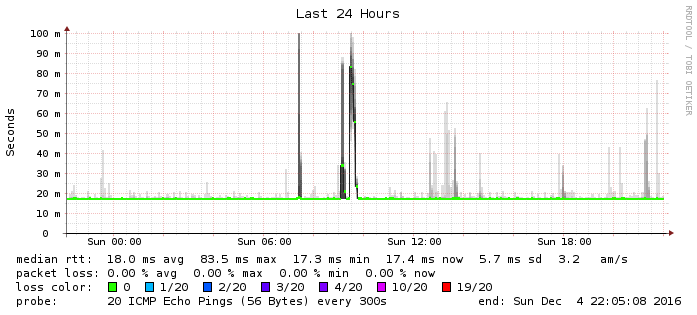 Last 24 Hours
RRDTOOL / TOBI OETIKER
Seconds
100 m
90 m
80 m
70 m
60 m
50 m
40 m
30 m
20 m
10 m
0
Sun 00:00 Sun 06:00 Sun 12:00 Sun 18:00
median rtt: 18.0 ms avg 83.5 ms max 17.3 ms min 17.4 ms now 5.7 ms sd 3.2 am/s
packet loss: 0.00 % avg 0.00 % max 0.00 % min 0.00 % now
loss color: 0 1/20 2/20 3/20 4/20 10/20 19/20
probe: 20 ICMP Echo Pings (56 Bytes) every 300s end: Sun Dec 4 22:05:08 2016